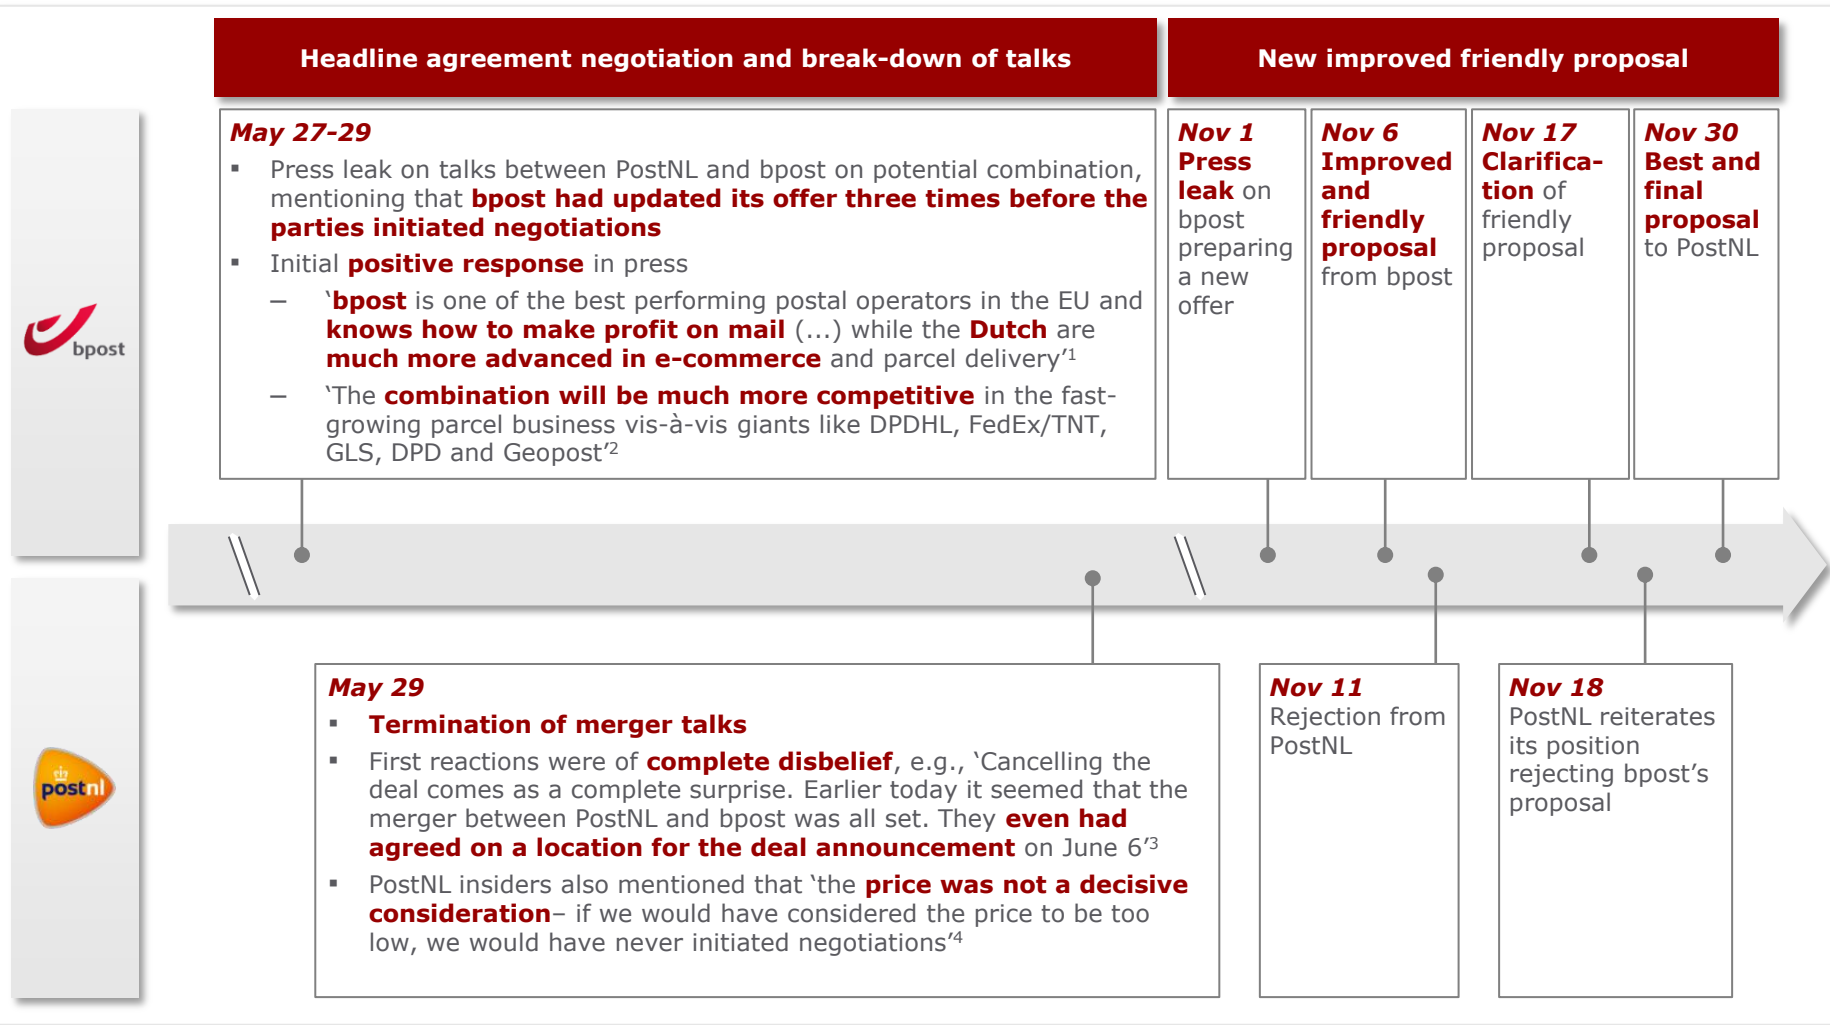 Headline agreement negotiation and break-down of talks
New improved friendly proposal
May 27-29
▪ Press leak on talks between PostNL and bpost on potential combination,
mentioning that bpost had updated its offer three times before the
parties initiated negotiations
▪ Initial positive response in press
– ‘bpost is one of the best performing postal operators in the EU and
knows how to make profit on mail (...) while the Dutch are
much more advanced in e-commerce and parcel delivery’1
– ‘The combination will be much more competitive in the fast-
growing parcel business vis-à-vis giants like DPDHL, FedEx/TNT,
GLS, DPD and Geopost’2
Nov 1
Press
leak on
bpost
preparing
a new
offer
Nov 6
Improved
and
friendly
proposal
from bpost
Nov 17
Clarifica-
tion of
friendly
proposal
Nov 30
Best and
final
proposal
to PostNL
bpost
May 29
▪ Termination of merger talks
▪ First reactions were of complete disbelief, e.g., ‘Cancelling the
deal comes as a complete surprise. Earlier today it seemed that the
merger between PostNL and bpost was all set. They even had
agreed on a location for the deal announcement on June 6’3
▪ PostNL insiders also mentioned that ‘the price was not a decisive
consideration– if we would have considered the price to be too
low, we would have never initiated negotiations’4
Nov 11
Rejection from
PostNL
Nov 18
PostNL reiterates
its position
rejecting bpost’s
proposal
postnl